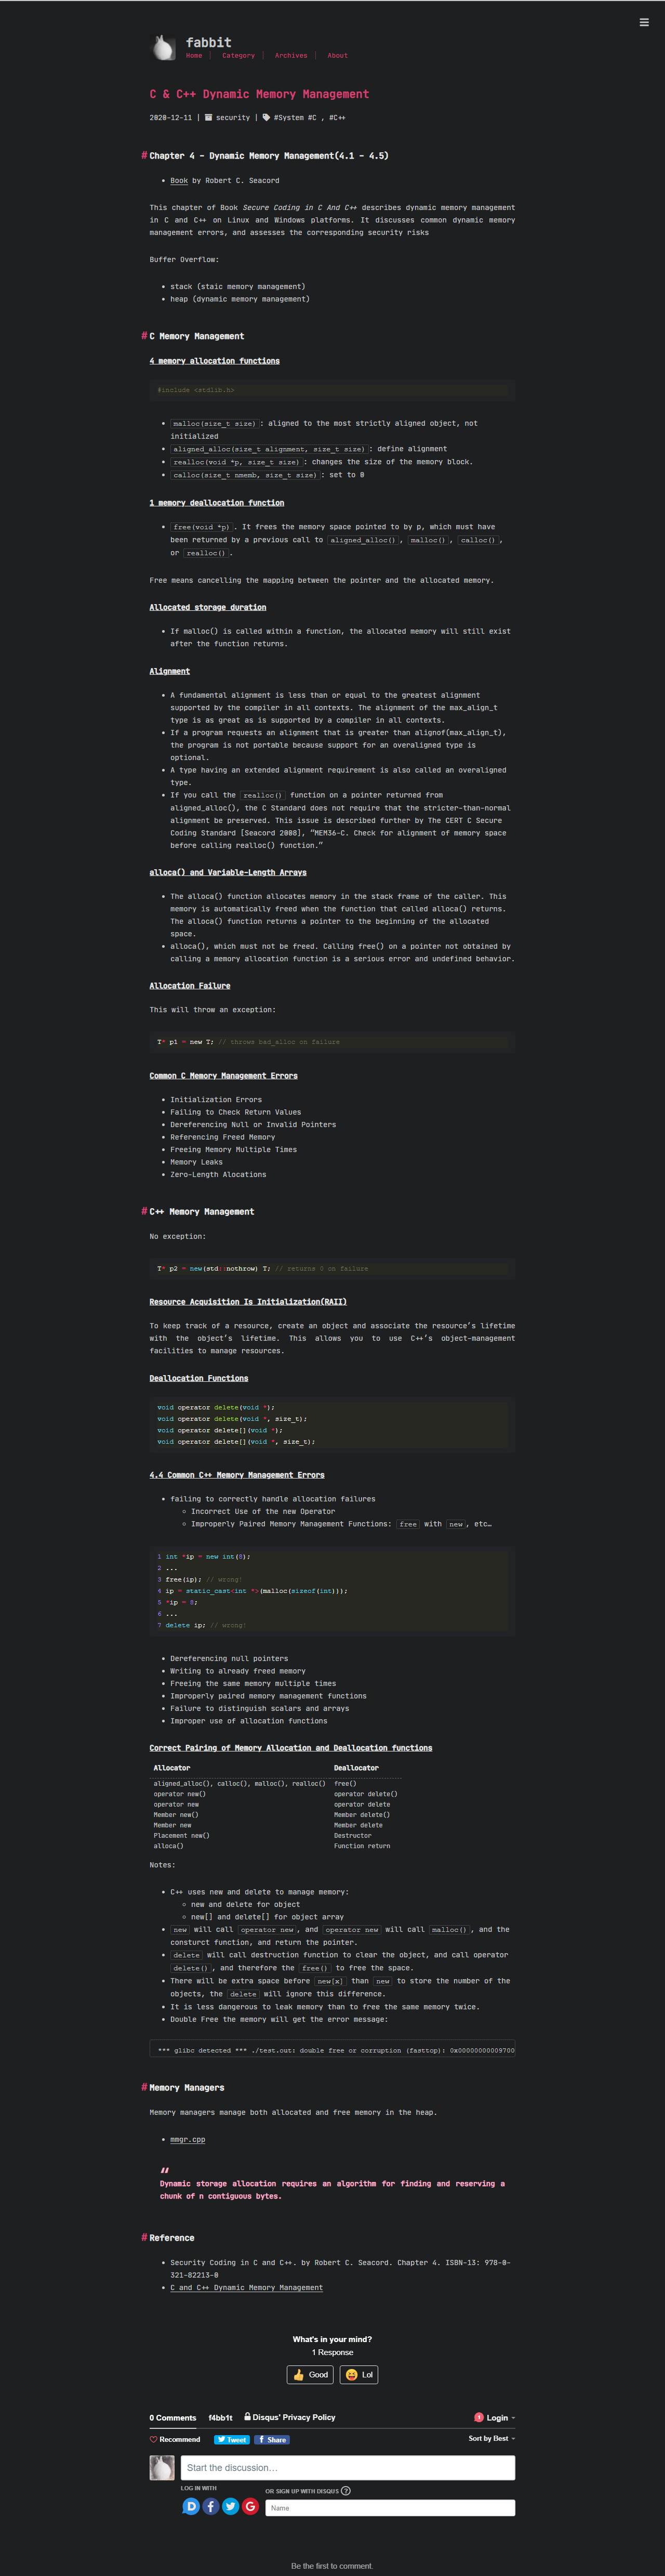 fabbit
Home | Category | Archives | About
C & C++ Dynamic Memory Management
2020-12-11 | security | #System #C , #C++
# Chapter 4 – Dynamic Memory Management(4.1 – 4.5)
• Book by Robert C. Seacord
This chapter of Book Secure Coding in C And C++ describes dynamic memory management
in C and C++ on Linux and Windows platforms. It discusses common dynamic memory
management errors, and assesses the corresponding security risks
Buffer Overflow:
• stack (staic memory management)
• heap (dynamic memory management)
# C Memory Management
4 memory allocation functions
#include <stdlib.h>
• malloc(size_t size): aligned to the most strictly aligned object, not
initialized
• aligned_alloc(size_t alignment, size_t size): define alignment
• realloc(void *p, size_t size): changes the size of the memory block.
• calloc(size_t nmemb, size_t size): set to 0
1 memory deallocation function
• free(void *p). It frees the memory space pointed to by p, which must have
been returned by a previous call to aligned_alloc(), malloc(), calloc(),
or realloc().
Free means cancelling the mapping between the pointer and the allocated memory.
Allocated storage duration
• If malloc() is called within a function, the allocated memory will still exist
after the function returns.
Alignment
• A fundamental alignment is less than or equal to the greatest alignment
supported by the compiler in all contexts. The alignment of the max_align_t
type is as great as is supported by a compiler in all contexts.
• If a program requests an alignment that is greater than alignof(max_align_t),
the program is not portable because support for an overaligned type is
optional.
• A type having an extended alignment requirement is also called an overaligned
type.
• If you call the realloc() function on a pointer returned from
aligned_alloc(), the C Standard does not require that the stricter-than-normal
alignment be preserved. This issue is described further by The CERT C Secure
Coding Standard [Seacord 2008], “MEM36-C. Check for alignment of memory space
before calling realloc() function.”
alloca() and Variable-Length Arrays
• The alloca() function allocates memory in the stack frame of the caller. This
memory is automatically freed when the function that called alloca() returns.
The alloca() function returns a pointer to the beginning of the allocated
space.
• alloca(), which must not be freed. Calling free() on a pointer not obtained by
calling a memory allocation function is a serious error and undefined behavior.
Allocation Failure
This will throw an exception:
T* p1 = new T; // throws bad_alloc on failure
Common C Memory Management Errors
• Initialization Errors
• Failing to Check Return Values
• Dereferencing Null or Invalid Pointers
• Referencing Freed Memory
• Freeing Memory Multiple Times
• Memory Leaks
• Zero-Length Alocations
# C++ Memory Management
No exception:
T* p2 = new(std::nothrow) T; // returns 0 on failure
Resource Acquisition Is Initialization(RAII)
To keep track of a resource, create an object and associate the resource’s lifetime
with the object’s lifetime. This allows you to use C++’s object-management
facilities to manage resources.
Deallocation Functions
void operator delete(void *);
void operator delete(void *, size_t);
void operator delete[](void *);
void operator delete[](void *, size_t);
4.4 Common C++ Memory Management Errors
• failing to correctly handle allocation failures
◦ Incorrect Use of the new Operator
◦ Improperly Paired Memory Management Functions: free with new, etc…
1 int *ip = new int(8);
2 ...
3 free(ip); // wrong!
4 ip = static_cast<int *>(malloc(sizeof(int)));
5 *ip = 8;
6 ...
7 delete ip; // wrong!
• Dereferencing null pointers
• Writing to already freed memory
• Freeing the same memory multiple times
• Improperly paired memory management functions
• Failure to distinguish scalars and arrays
• Improper use of allocation functions
Correct Pairing of Memory Allocation and Deallocation functions
Allocator Deallocator
aligned_alloc(), calloc(), malloc(), realloc() free()
operator new() operator delete()
operator new operator delete
Member new() Member delete()
Member new Member delete
Placement new() Destructor
alloca() Function return
Notes:
• C++ uses new and delete to manage memory:
◦ new and delete for object
◦ new[] and delete[] for object array
• new will call operator new, and operator new will call malloc(), and the
consturct function, and return the pointer.
• delete will call destruction function to clear the object, and call operator
delete(), and therefore the free() to free the space.
• There will be extra space before new[x] than new to store the number of the
objects, the delete will ignore this difference.
• It is less dangerous to leak memory than to free the same memory twice.
• Double Free the memory will get the error message:
*** glibc detected *** ./test.out: double free or corruption (fasttop): 0x00000000009700
# Memory Managers
Memory managers manage both allocated and free memory in the heap.
• mmgr.cpp
“
Dynamic storage allocation requires an algorithm for finding and reserving a
chunk of n contiguous bytes.
# Reference
• Security Coding in C and C++. by Robert C. Seacord. Chapter 4. ISBN-13: 978-0-
321-82213-0
• C and C++ Dynamic Memory Management
What's in your mind?
1 Response
Good Lol
0 Comments f4bb1t Disqus' Privacy Policy 1 Login
Recommend Tweet f Share Sort by Best
Start the discussion…
LOG IN WITH
OR SIGN UP WITH DISQUS ?
D f G
Name
Be the first to comment.